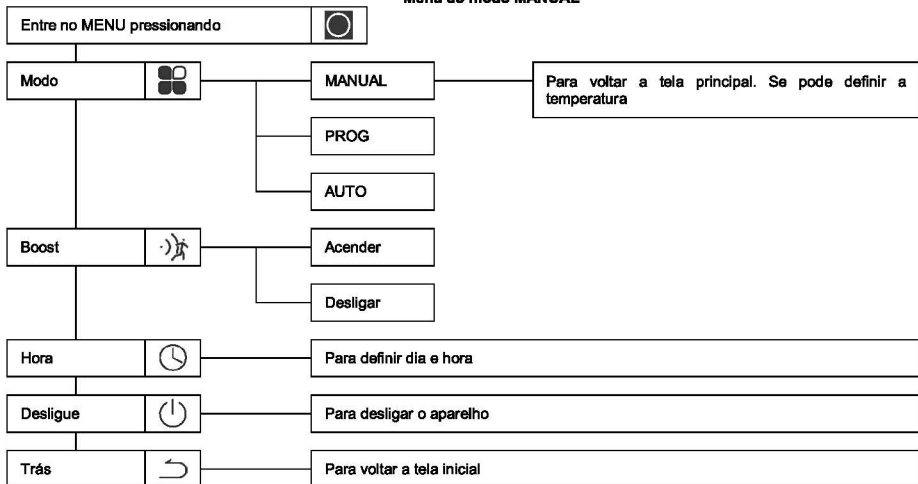 Menu do modo MANUAL
Entre no MENU pressionando
Modo
MANUAL
Para voltar a tela principal. Se pode definir a
temperatura
PROG
AUTO
Boost
Acender
Desligar
Hora
Para definir dia e hora
Desligue
Para desligar o aparelho
Trás
Para voltar a tela inicial